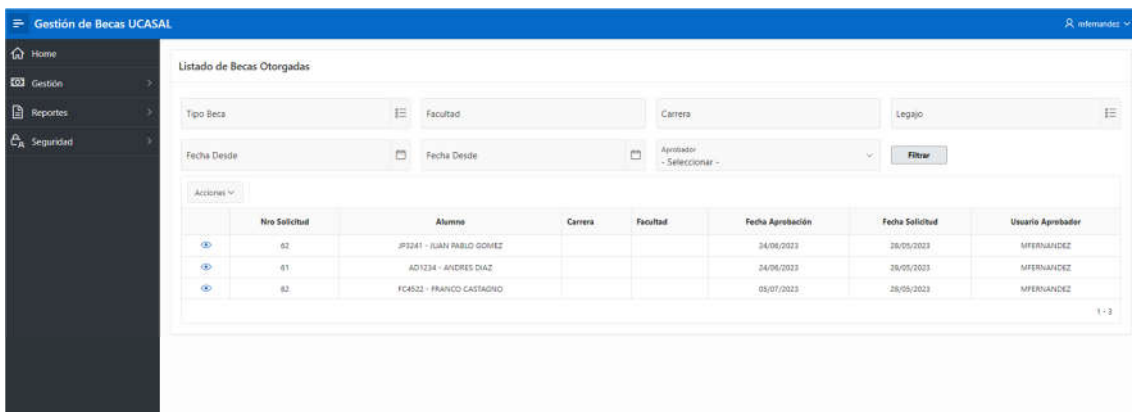 Gestión de Becas UCASAL
mfernandez
Home
Gestión
Reportes
Seguridad
Listado de Becas Otorgadas
Tipo Beca Facultad Carrera Legajo
Fecha Desde Fecha Desde Aprobador - Seleccionar - Filtrar
Acciones
Nro Solicitud Alumno Carrera Facultad Fecha Aprobación Fecha Solicitud Usuario Aprobador
62 JP3241 - JUAN PABLO GOMEZ 24/06/2023 28/05/2023 MFERNANDEZ
61 AD1234 - ANDRES DIAZ 24/06/2023 28/05/2023 MFERNANDEZ
62 FC4522 - FRANCO CASTAGNO 05/07/2023 28/05/2023 MFERNANDEZ
1 - 3